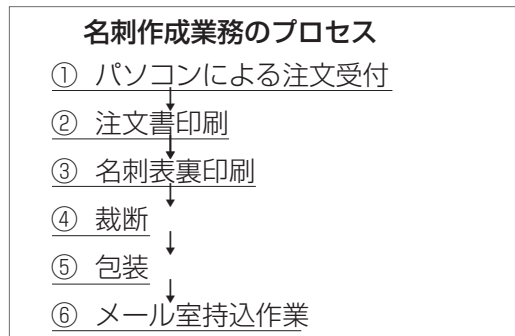 名刺作成業務のプロセス
① パソコンによる注文受付
② 注文書印刷
③ 名刺表裏印刷
④ 裁断
⑤ 包装
⑥ メール室持込作業